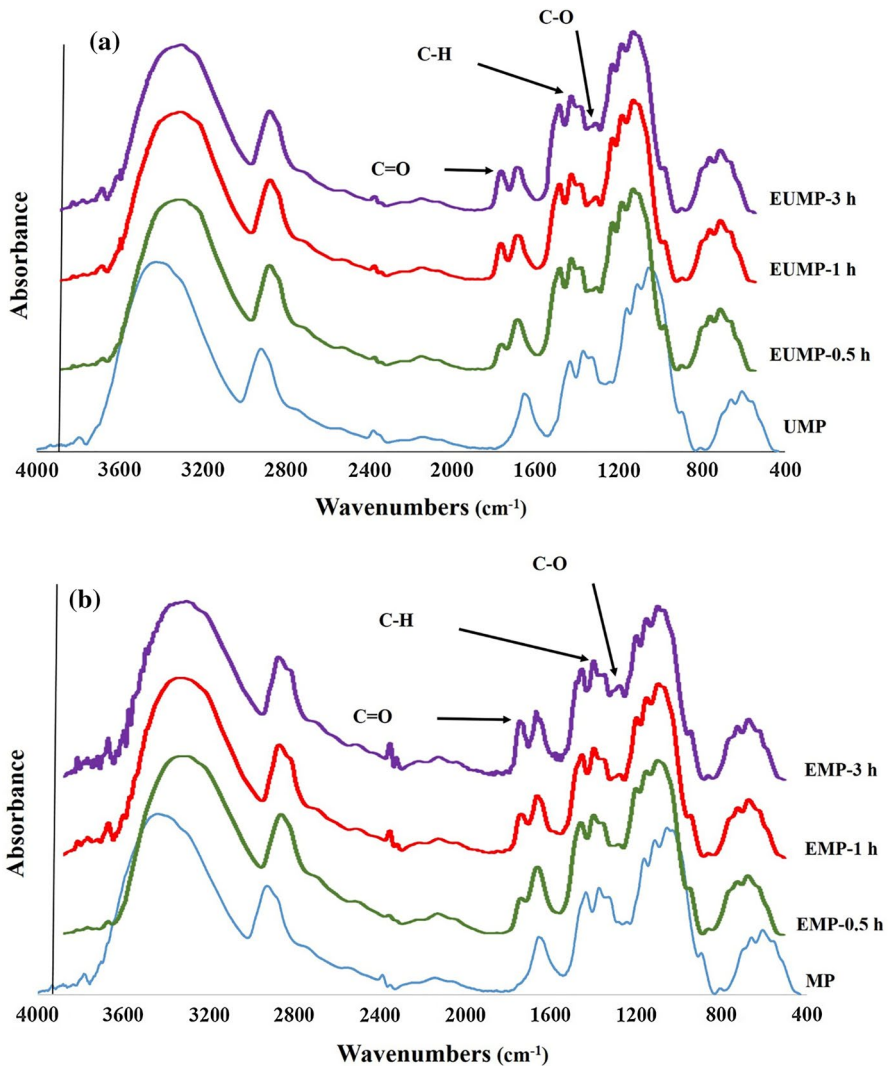 (a)
C-O
C-H
C=O
EUMP-3 h
EUMP-1 h
EUMP-0.5 h
UMP
Absorbance
4000 3600 3200 2800 2400 2000 1600 1200 800 400
Wavenumbers (cm⁻¹)
(b)
C-O
C-H
C=O
EMP-3 h
EMP-1 h
EMP-0.5 h
MP
Absorbance
4000 3600 3200 2800 2400 2000 1600 1200 800 400
Wavenumbers (cm⁻¹)